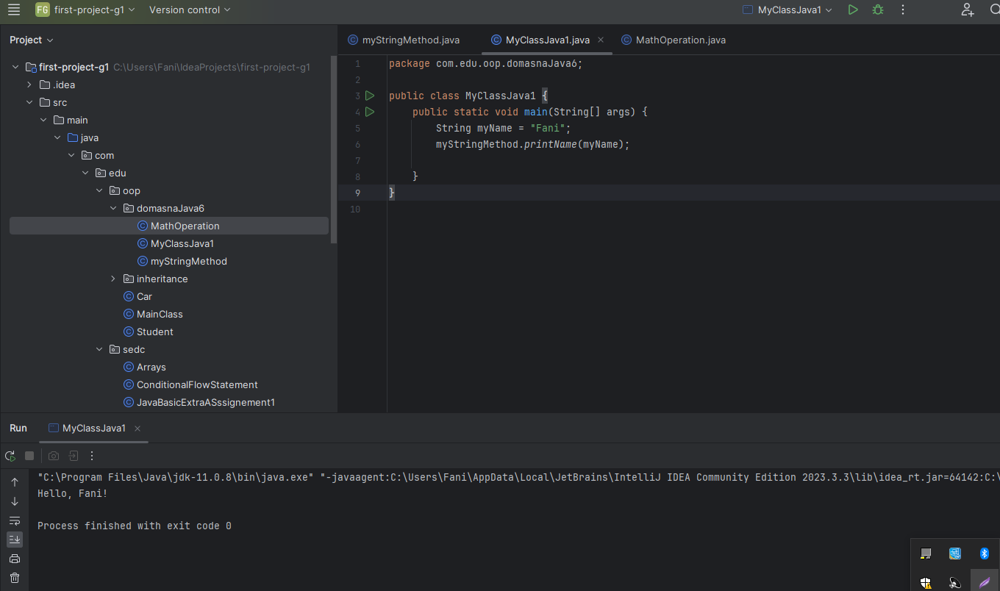 FG first-project-g1 Version control MyClassJava1
Project
myStringMethod.java MyClassJava1.java MathOperation.java
first-project-g1 C:\Users\Fani\IdeaProjects\first-project-g1
.idea
src
main
java
com
edu
oop
domasnaJava6
MathOperation
MyClassJava1
myStringMethod
inheritance
Car
MainClass
Student
sedc
Arrays
ConditionalFlowStatement
JavaBasicExtraASssignement1
1 package com.edu.oop.domasnaJava6;
2
3 public class MyClassJava1 {
4 public static void main(String[] args) {
5 String myName = "Fani";
6 myStringMethod.printName(myName);
7
8 }
9 }
10
Run MyClassJava1
"C:\Program Files\Java\jdk-11.0.8\bin\java.exe" "-javaagent:C:\Users\Fani\AppData\Local\JetBrains\IntelliJ IDEA Community Edition 2023.3.3\lib\idea_rt.jar=64142:C:\
Hello, Fani!
Process finished with exit code 0